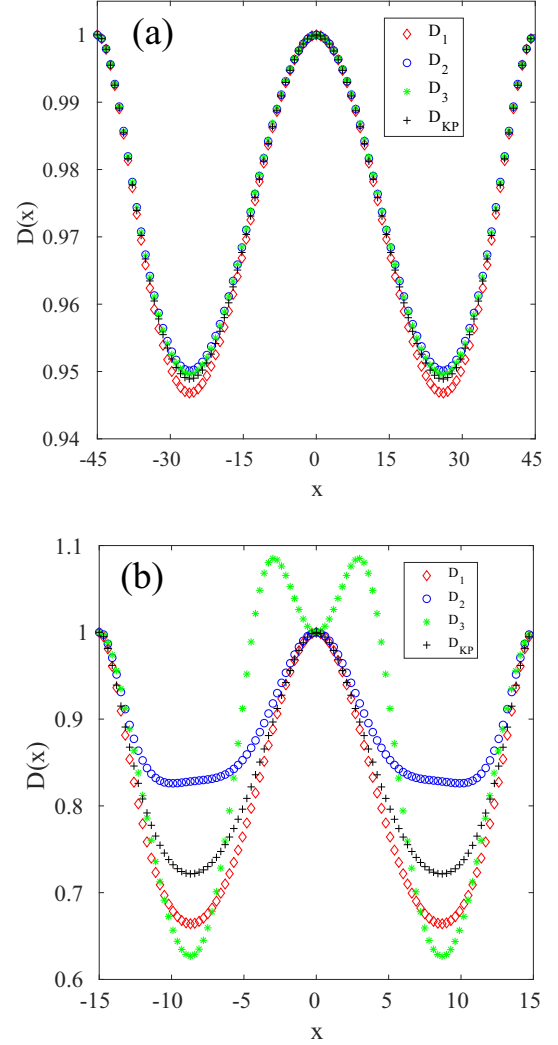 (a)
D1
D2
D3
DKP
1
0.99
0.98
0.97
0.96
0.95
0.94
D(x)
-45 -30 -15 0 15 30 45
x
(b)
D1
D2
D3
DKP
1.1
1
0.9
0.8
0.7
0.6
D(x)
-15 -10 -5 0 5 10 15
x